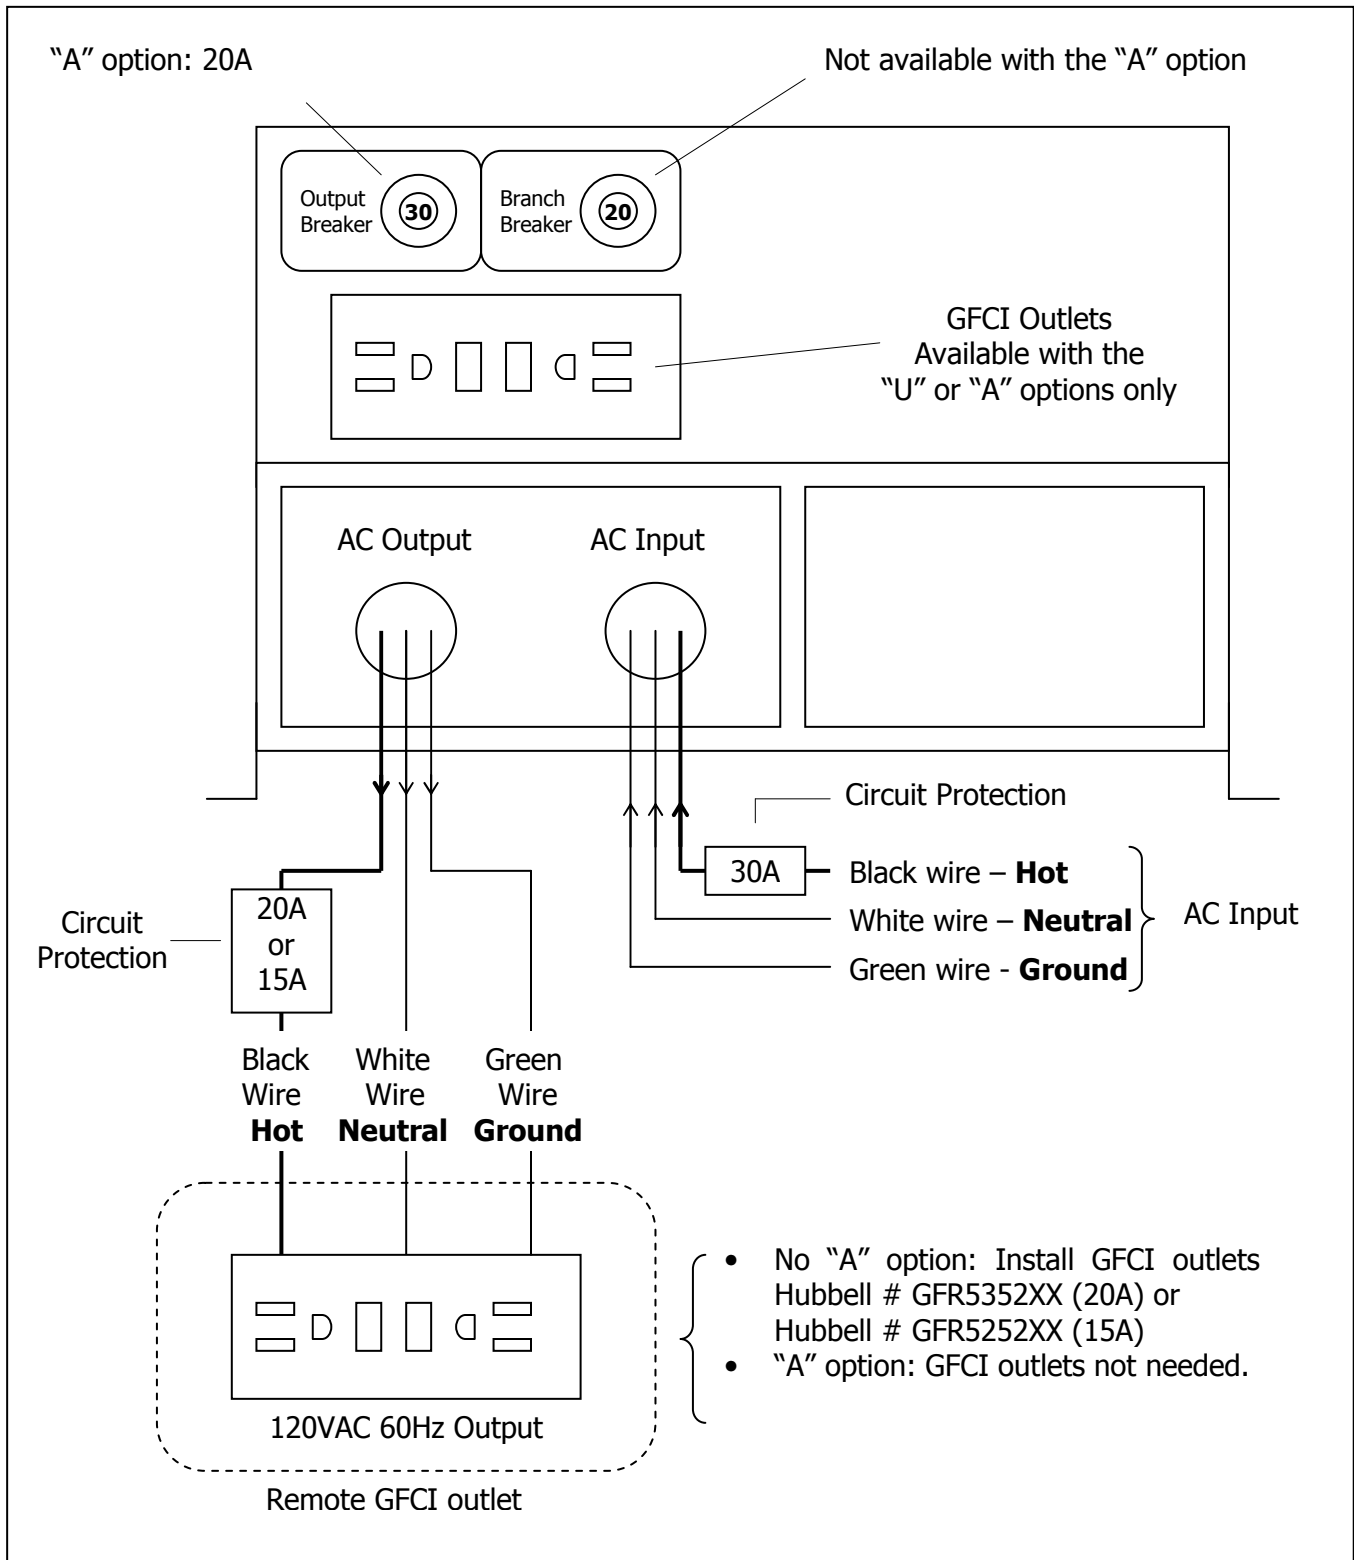 “A” option: 20A
Not available with the “A” option
Output
Breaker
30
Branch
Breaker
20
GFCI Outlets
Available with the
“U” or “A” options only
AC Output
AC Input
Circuit Protection
30A
Black wire – Hot
White wire – Neutral
Green wire - Ground
AC Input
Circuit
Protection
20A
or
15A
Black
Wire
Hot
White
Wire
Neutral
Green
Wire
Ground
• No “A” option: Install GFCI outlets
Hubbell # GFR5352XX (20A) or
Hubbell # GFR5252XX (15A)
• “A” option: GFCI outlets not needed.
120VAC 60Hz Output
Remote GFCI outlet